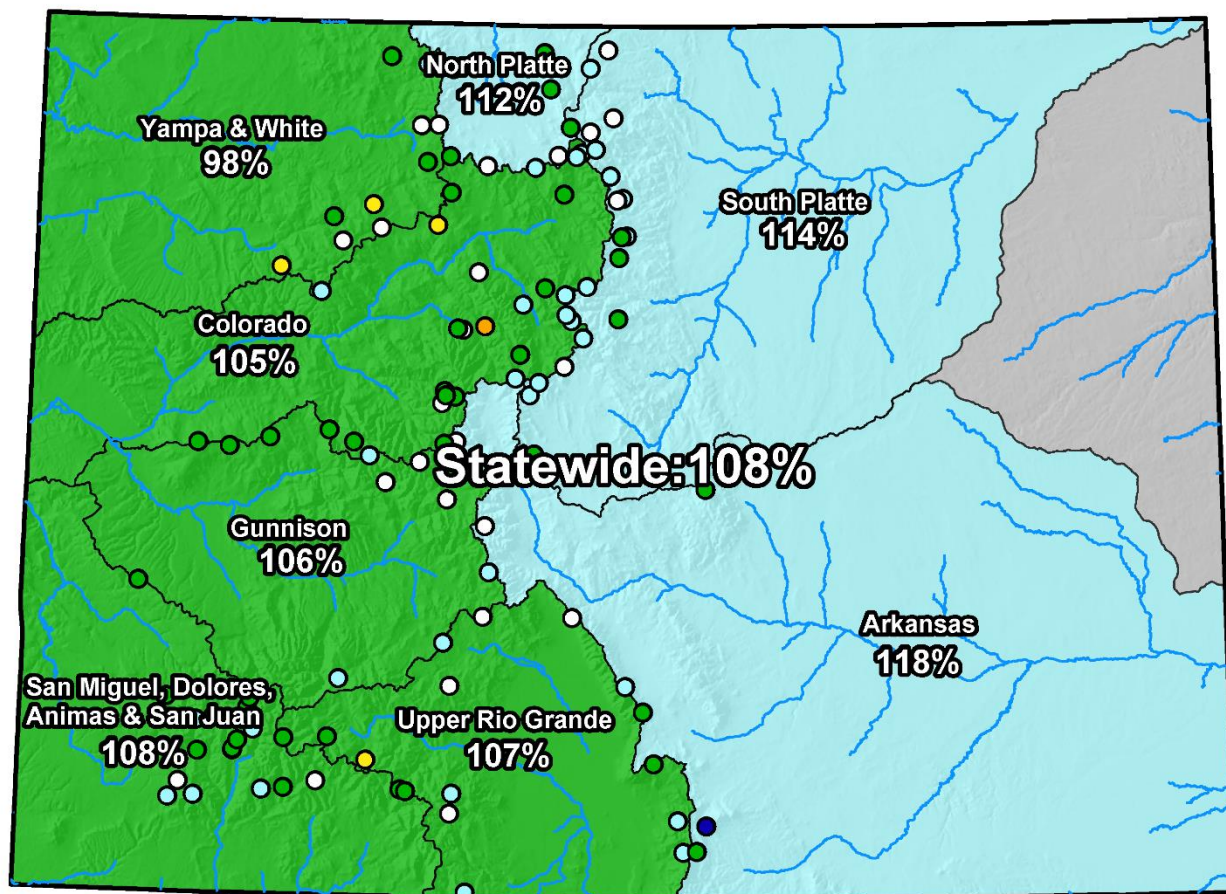 North Platte
112%
Yampa & White
98%
South Platte
114%
Colorado
105%
Statewide:108%
Gunnison
106%
Arkansas
118%
San Miguel, Dolores,
Animas & San Juan
108%
Upper Rio Grande
107%